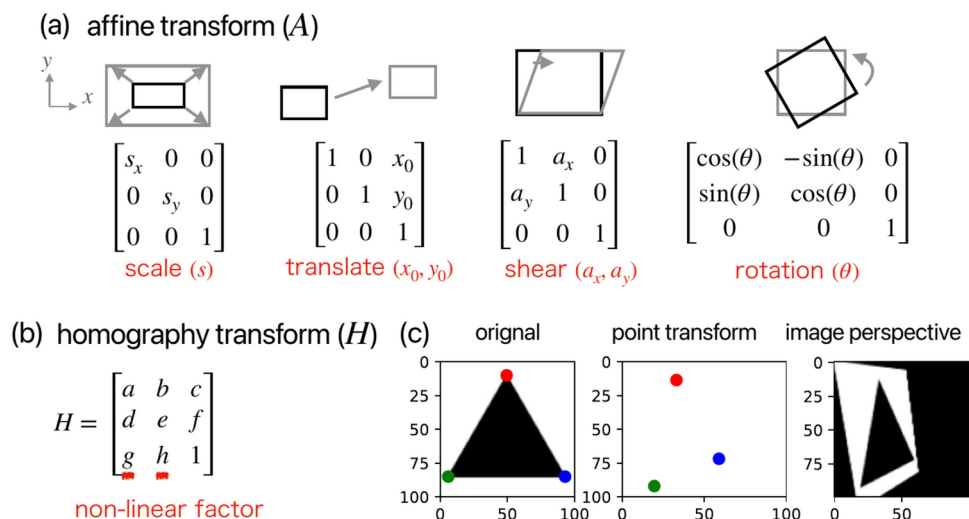 (a) affine transform (A)
y
x
s_x 0 0
0 s_y 0
0 0 1
scale (s)
1 0 x_0
0 1 y_0
0 0 1
translate (x_0, y_0)
1 a_x 0
a_y 1 0
0 0 1
shear (a_x, a_y)
cos(θ) −sin(θ) 0
sin(θ) cos(θ) 0
0 0 1
rotation (θ)
(b) homography transform (H)
H =
a b c
d e f
g h 1
non-linear factor
(c)
orignal
0
25
50
75
100
0 50 100
point transform
0
25
50
75
100
0 50 100
image perspective
0
25
50
75
0 50